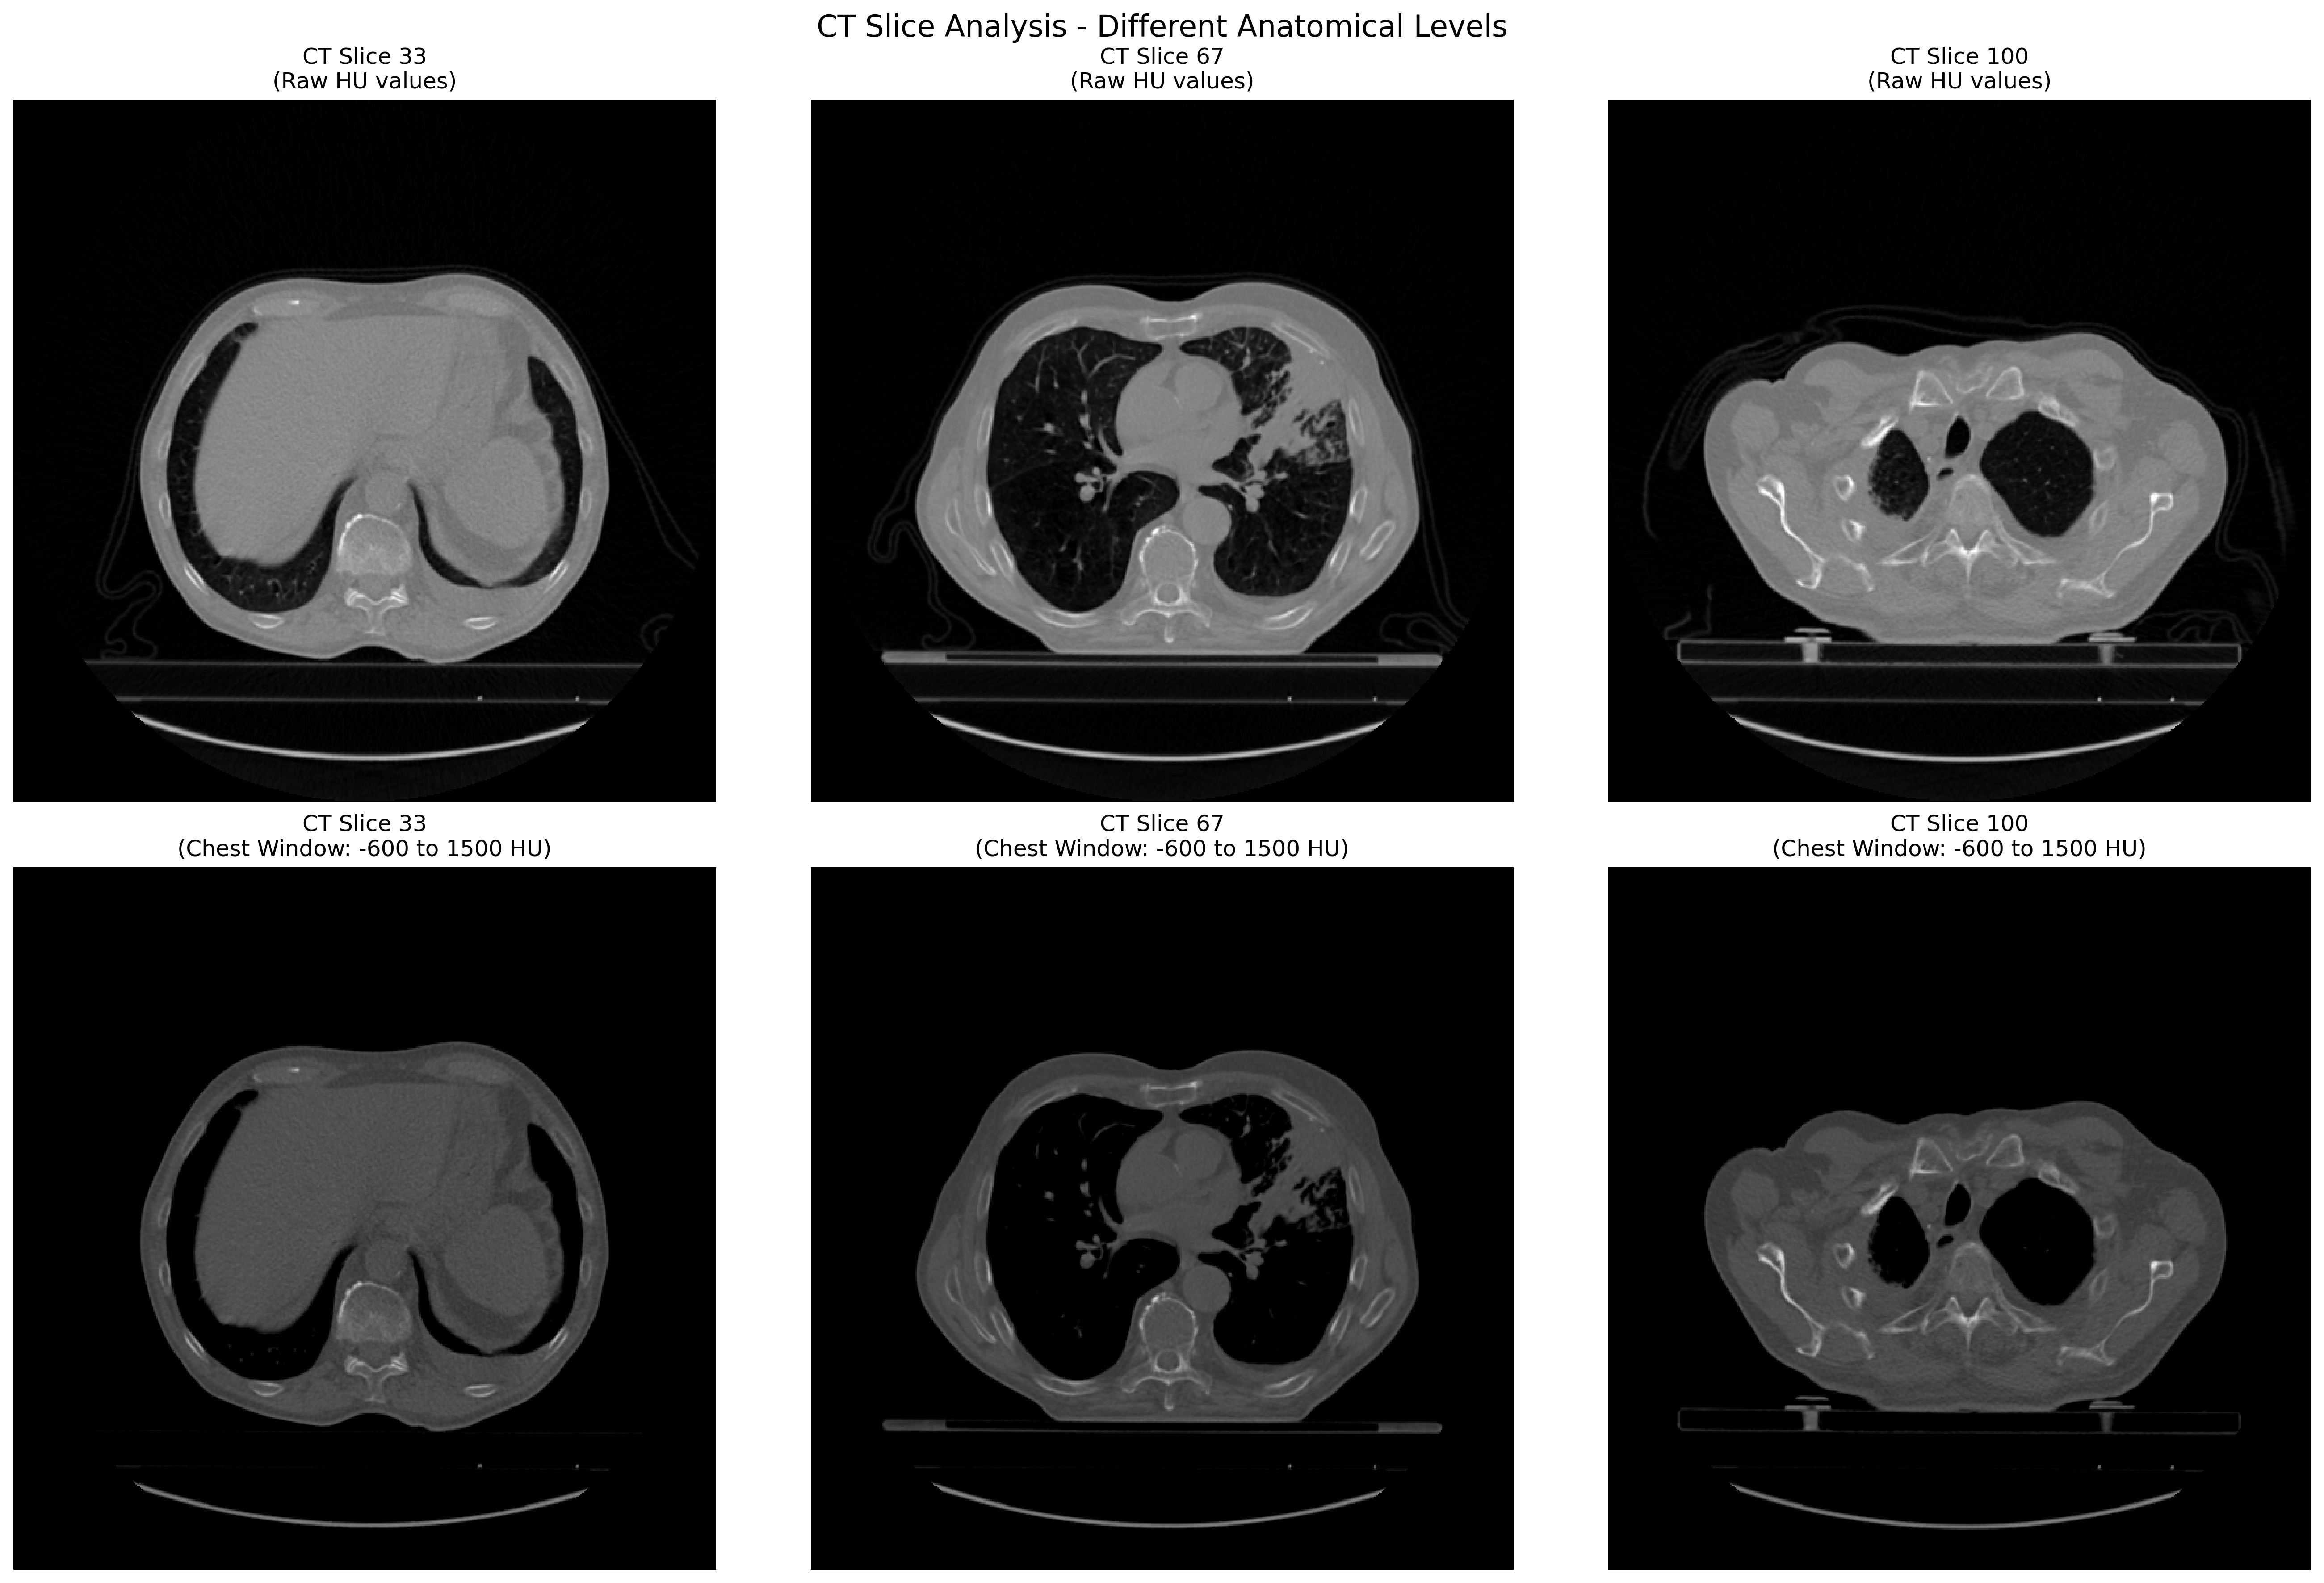 CT Slice Analysis - Different Anatomical Levels
CT Slice 33
(Raw HU values)
CT Slice 67
(Raw HU values)
CT Slice 100
(Raw HU values)
CT Slice 33
(Chest Window: -600 to 1500 HU)
CT Slice 67
(Chest Window: -600 to 1500 HU)
CT Slice 100
(Chest Window: -600 to 1500 HU)